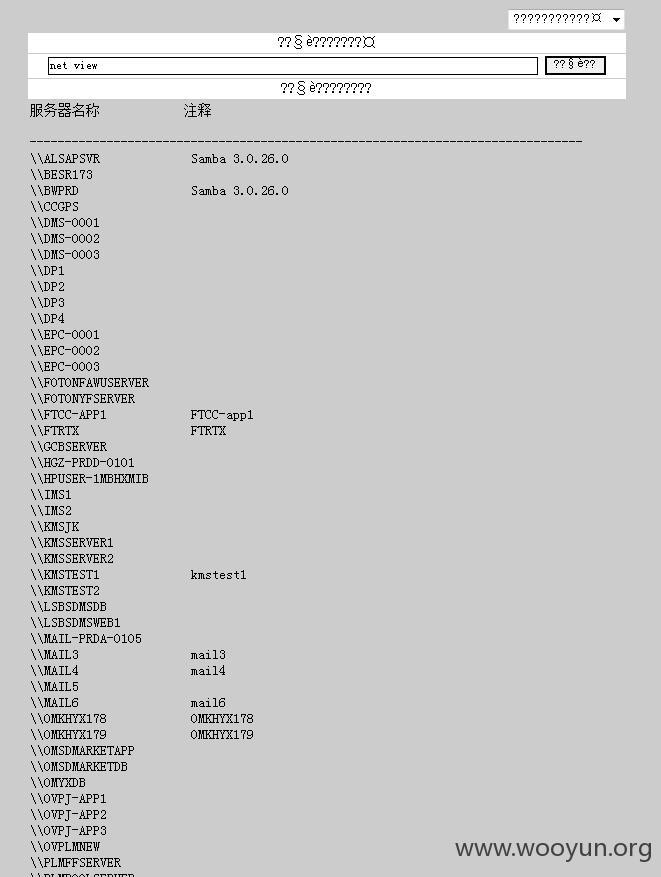 ???????????¤
??§è???????¤
net view
??§è??
??§è????????
服务器名称 注释
-------------------------------------------------------------------------------
\\ALSAPSVR Samba 3.0.26.0
\\BESR173
\\BWPRD Samba 3.0.26.0
\\CCGPS
\\DMS-0001
\\DMS-0002
\\DMS-0003
\\DP1
\\DP2
\\DP3
\\DP4
\\EPC-0001
\\EPC-0002
\\EPC-0003
\\FOTONFAWUSERVER
\\FOTONYFSERVER
\\FTCC-APP1 FTCC-app1
\\FTRTX FTRTX
\\GCBSERVER
\\HGZ-PRDD-0101
\\HPUSER-1MBHXMIB
\\IMS1
\\IMS2
\\KMSJK
\\KMSSERVER1
\\KMSSERVER2
\\KMSTEST1 kmstest1
\\KMSTEST2
\\LSBSDMSDB
\\LSBSDMSWEB1
\\MAIL-PRDA-0105
\\MAIL3 mail3
\\MAIL4 mail4
\\MAIL5
\\MAIL6 mail6
\\OMKHYX178 OMKHYX178
\\OMKHYX179 OMKHYX179
\\OMSDMARKETAPP
\\OMSDMARKETDB
\\OMYXDB
\\OVPJ-APP1
\\OVPJ-APP2
\\OVPJ-APP3
\\OVPLMNEW
\\PLMFFSERVER
www.wooyun.org